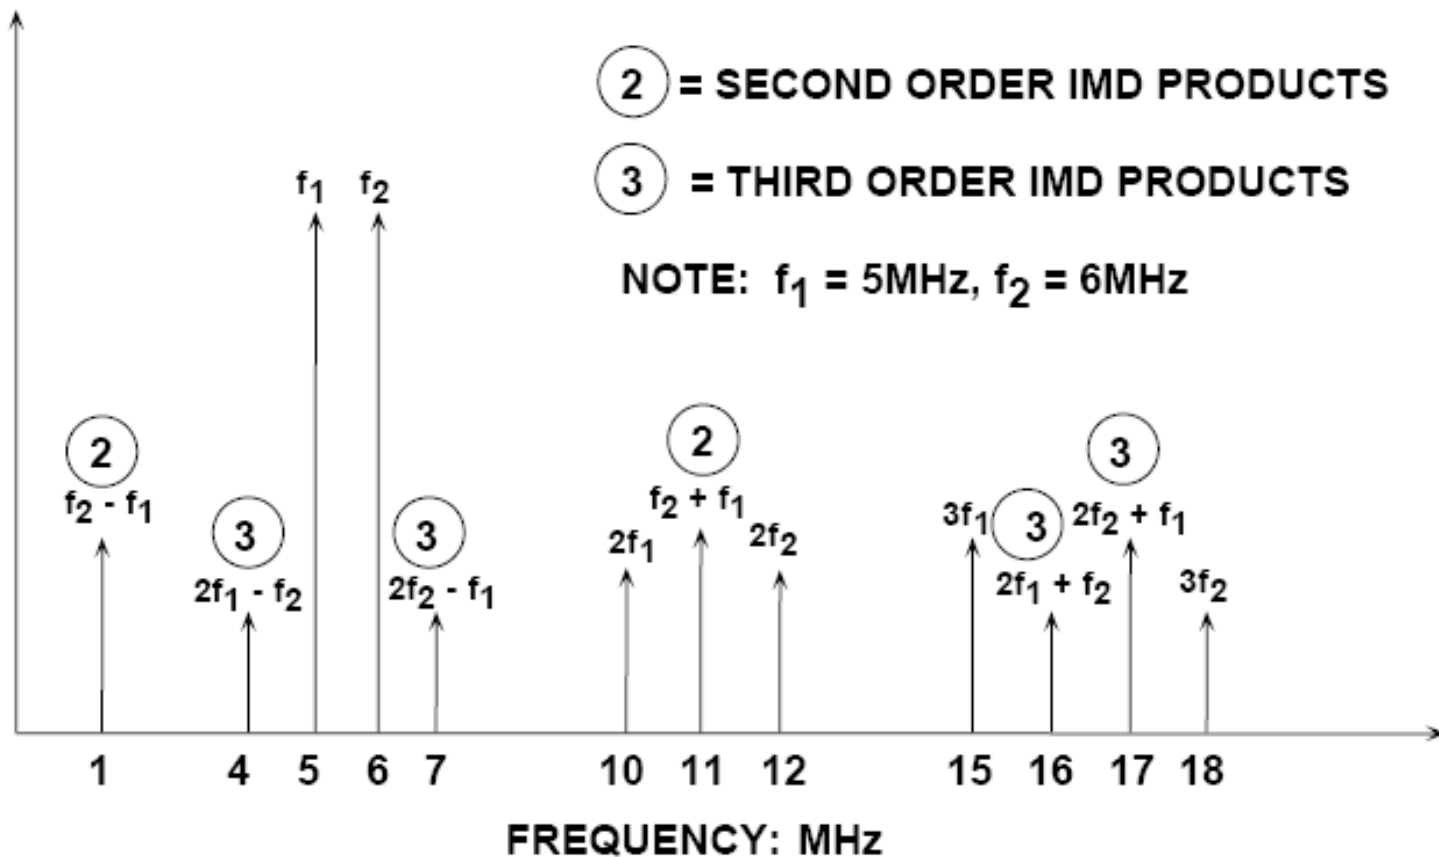 2 = SECOND ORDER IMD PRODUCTS
3 = THIRD ORDER IMD PRODUCTS
NOTE: f1 = 5MHz, f2 = 6MHz
f1 f2
2
f2 - f1
3
2f1 - f2
3
2f2 - f1
2f1
2
f2 + f1
2f2
3f1
3
2f1 + f2
3
2f2 + f1
3f2
1 4 5 6 7 10 11 12 15 16 17 18
FREQUENCY: MHz